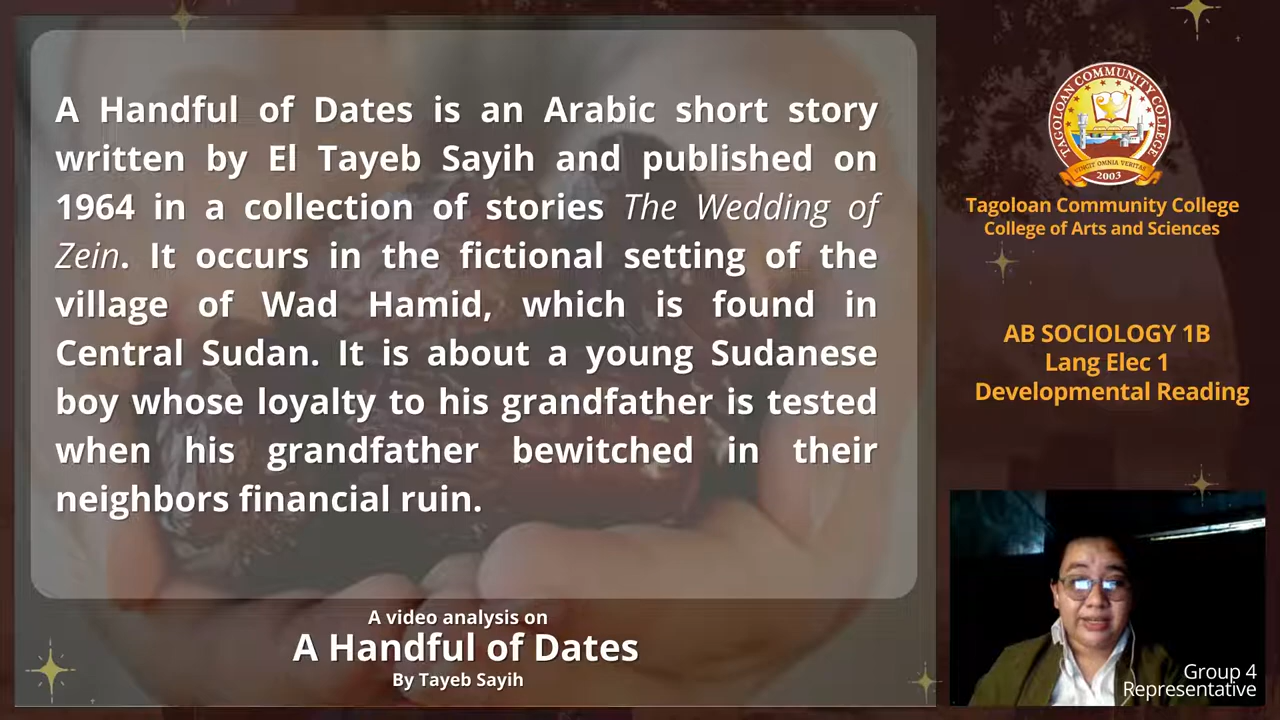 A Handful of Dates is an Arabic short story
written by El Tayeb Sayih and published on
1964 in a collection of stories The Wedding of
Zein. It occurs in the fictional setting of the
village of Wad Hamid, which is found in
Central Sudan. It is about a young Sudanese
boy whose loyalty to his grandfather is tested
when his grandfather bewitched in their
neighbors financial ruin.
A video analysis on
A Handful of Dates
By Tayeb Sayih
TAGOLOAN COMMUNITY COLLEGE
VINCIT OMNIA VERITAS
2003
Tagoloan Community College
College of Arts and Sciences
AB SOCIOLOGY 1B
Lang Elec 1
Developmental Reading
Group 4
Representative